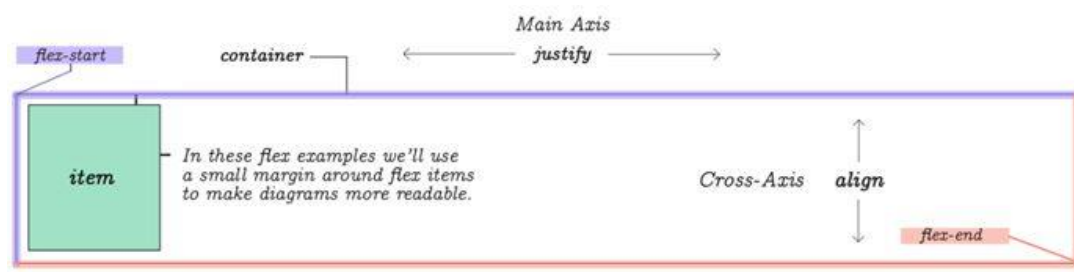 Main Axis
flex-start
container
justify
item
In these flex examples we'll use
a small margin around flex items
to make diagrams more readable.
Cross-Axis
align
flex-end